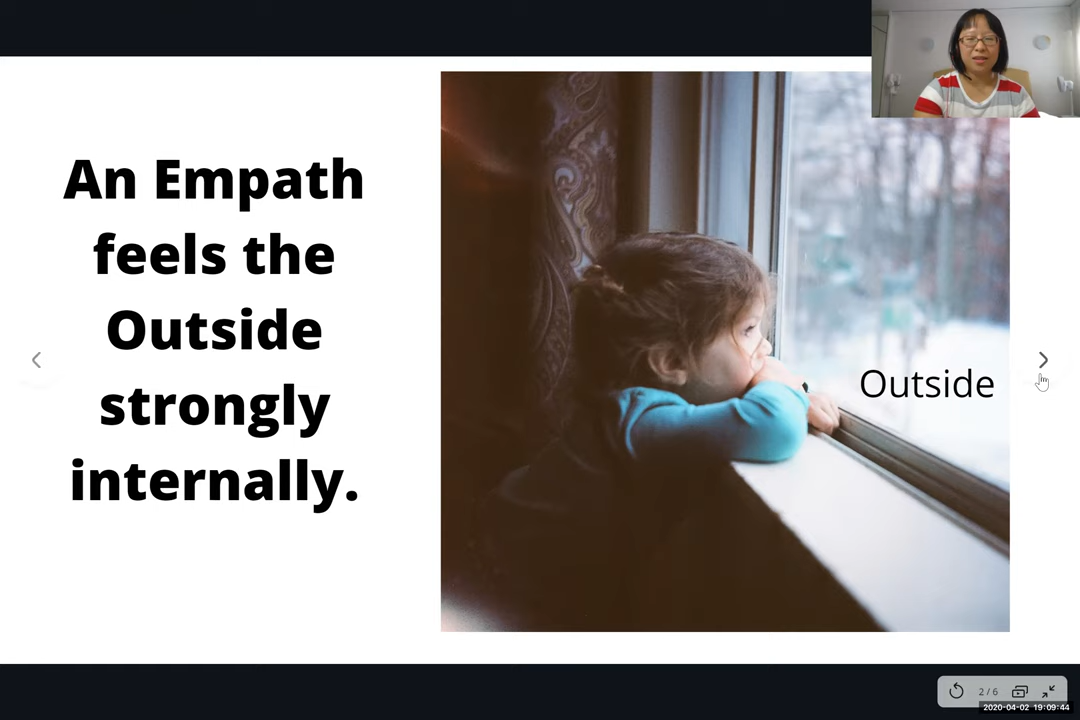 An Empath
feels the
Outside
strongly
internally.
Outside
2/6
2020-04-02 19:09:44